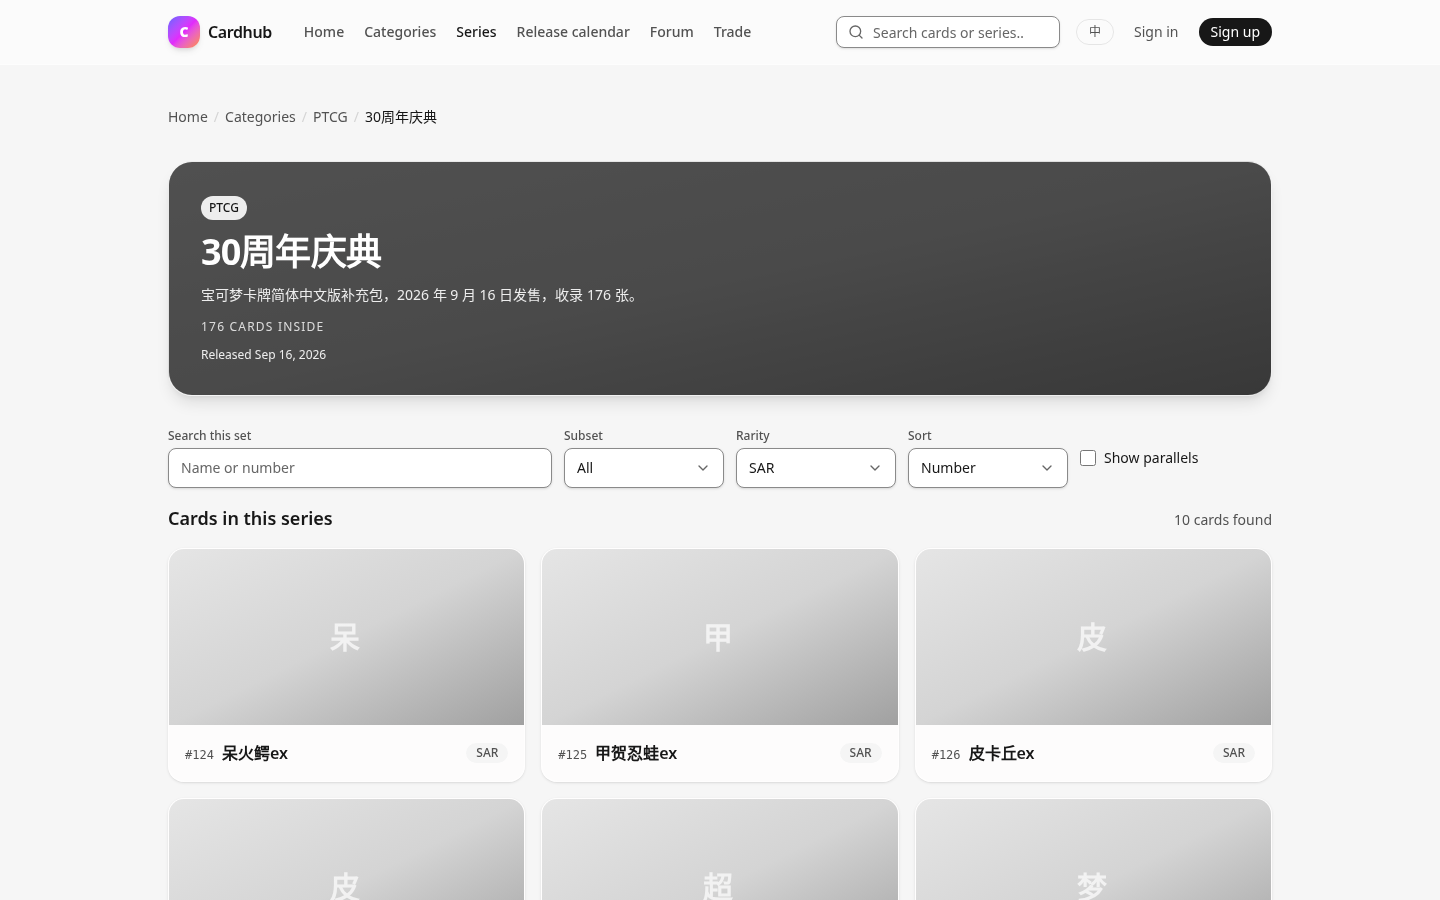 C Cardhub Home Categories Series Release calendar Forum Trade Search cards or series.. 中 Sign in Sign up
Home / Categories / PTCG / 30周年庆典
PTCG
30周年庆典
宝可梦卡牌简体中文版补充包，2026 年 9 月 16 日发售，收录 176 张。
176 CARDS INSIDE
Released Sep 16, 2026
Search this set Subset Rarity Sort
Name or number All SAR Number Show parallels
Cards in this series 10 cards found
呆 甲 皮
#124 呆火鳄ex SAR #125 甲贺忍蛙ex SAR #126 皮卡丘ex SAR
皮 超 梦